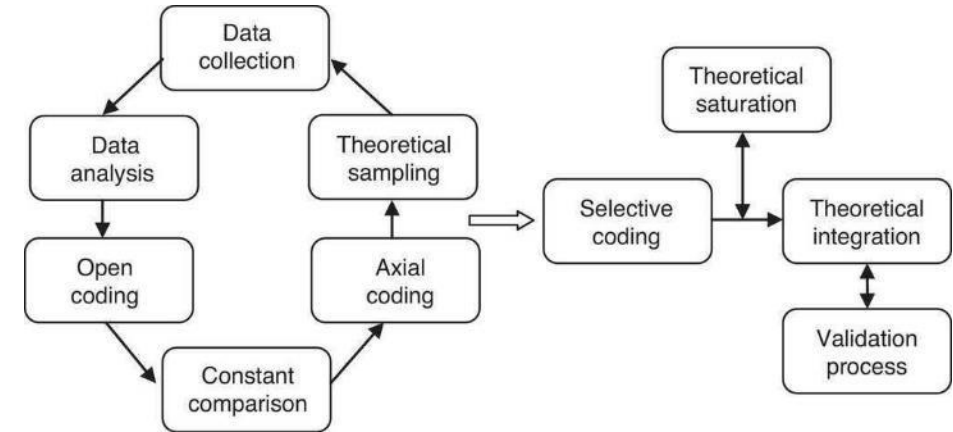 Data
collection
Data
analysis
Open
coding
Constant
comparison
Axial
coding
Theoretical
sampling
Selective
coding
Theoretical
saturation
Theoretical
integration
Validation
process